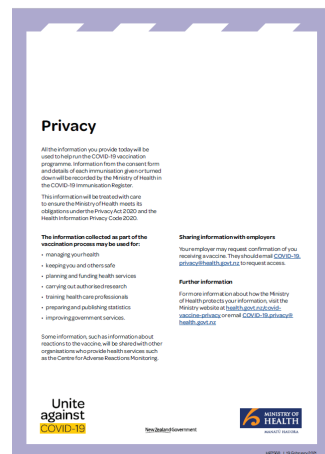 Privacy
All the information you provide today will be
used to help run the COVID-19 vaccination
programme. Information from the consent form
and details of each immunisation given or turned
down will be recorded by the Ministry of Health in
the COVID-19 Immunisation Register.
This information will be treated with care
to ensure the Ministry of Health meets its
obligations under the Privacy Act 2020 and the
Health Information Privacy Code 2020.
The information collected as part of the
vaccination process may be used for:
• managing your health
• keeping you and others safe
• planning and funding health services
• carrying out authorised research
• training health care professionals
• preparing and publishing statistics
• improving government services.
Some information, such as information about
reactions to the vaccine, will be shared with other
organisations who provide health services such
as the Centre for Adverse Reactions Monitoring.
Sharing information with employers
Your employer may request confirmation of you
receiving a vaccine. They should email COVID-19.
privacy@health.govt.nz to request access.
Further information
For more information about how the Ministry
of Health protects your information, visit the
Ministry website at health.govt.nz/covid-
vaccine-privacy or email COVID-19.privacy@
health.govt.nz
Unite
against
COVID-19
New Zealand Government
MINISTRY OF
HEALTH
MANATŪ HAUORA